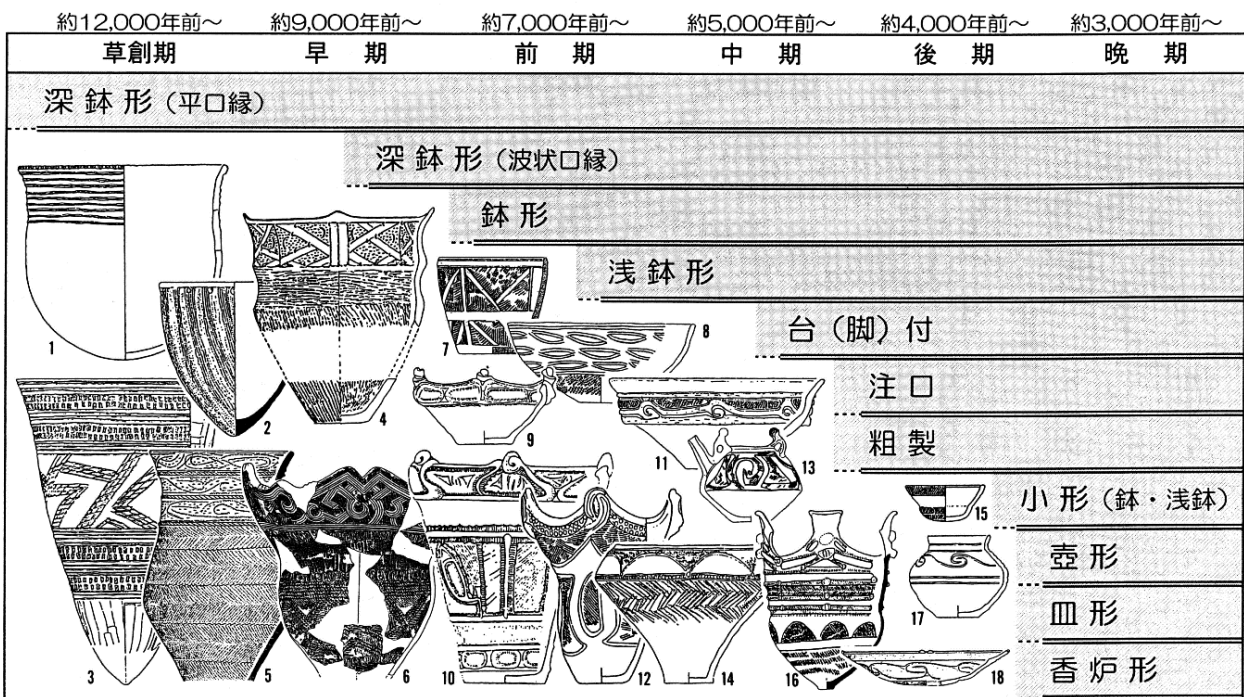 約12,000年前～ 約9,000年前～ 約7,000年前～ 約5,000年前～ 約4,000年前～ 約3,000年前～
草創期 早期 前期 中期 後期 晩期
深鉢形(平口縁)
深鉢形(波状口縁)
鉢形
浅鉢形
台(脚)付
注口
粗製
小形(鉢・浅鉢)
壺形
皿形
香炉形
1
2
4
7
8
9
11
13
15
17
3
5
6
10
12
14
16
18